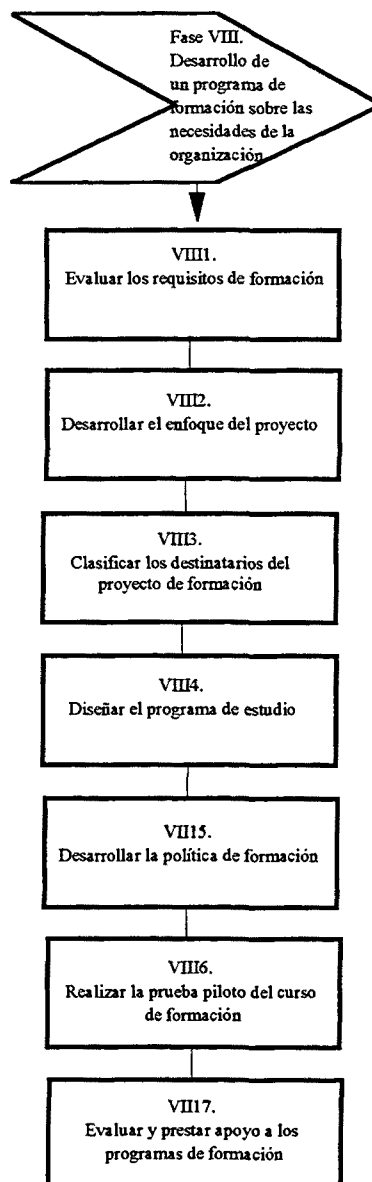 Fase VIII.
Desarrollo de
un programa de
formación sobre las
necesidades de la
organización
VIII1.
Evaluar los requisitos de formación
VIII2.
Desarrollar el enfoque del proyecto
VIII3.
Clasificar los destinatarios del
proyecto de formación
VIII4.
Diseñar el programa de estudio
VII15.
Desarrollar la política de formación
VIII6.
Realizar la prueba piloto del curso
de formación
VII17.
Evaluar y prestar apoyo a los
programas de formación